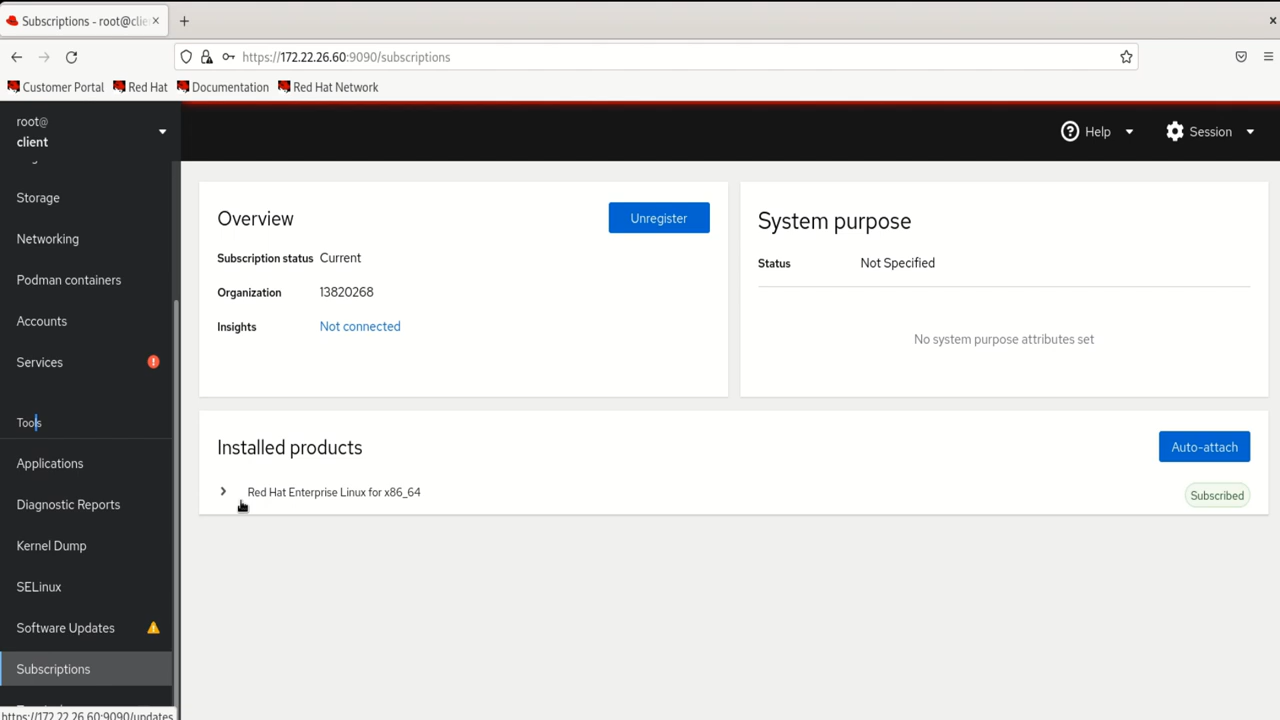 Subscriptions - root@clie
https://172.22.26.60:9090/subscriptions
Customer Portal Red Hat Documentation Red Hat Network
root@
client
Help
Session
Storage
Networking
Podman containers
Accounts
Services
Tools
Applications
Diagnostic Reports
Kernel Dump
SELinux
Software Updates
Subscriptions
Overview
Unregister
Subscription status Current
Organization 13820268
Insights Not connected
System purpose
Status Not Specified
No system purpose attributes set
Installed products
Auto-attach
Red Hat Enterprise Linux for x86_64
Subscribed
https://172.22.26.60:9090/updates